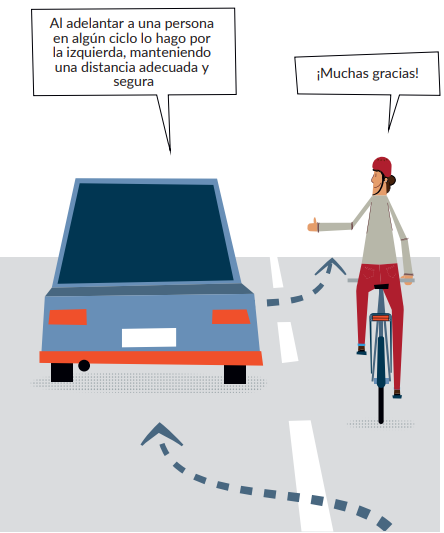 Al adelantar a una persona
en algún ciclo lo hago por
la izquierda, manteniendo
una distancia adecuada y
segura
¡Muchas gracias!